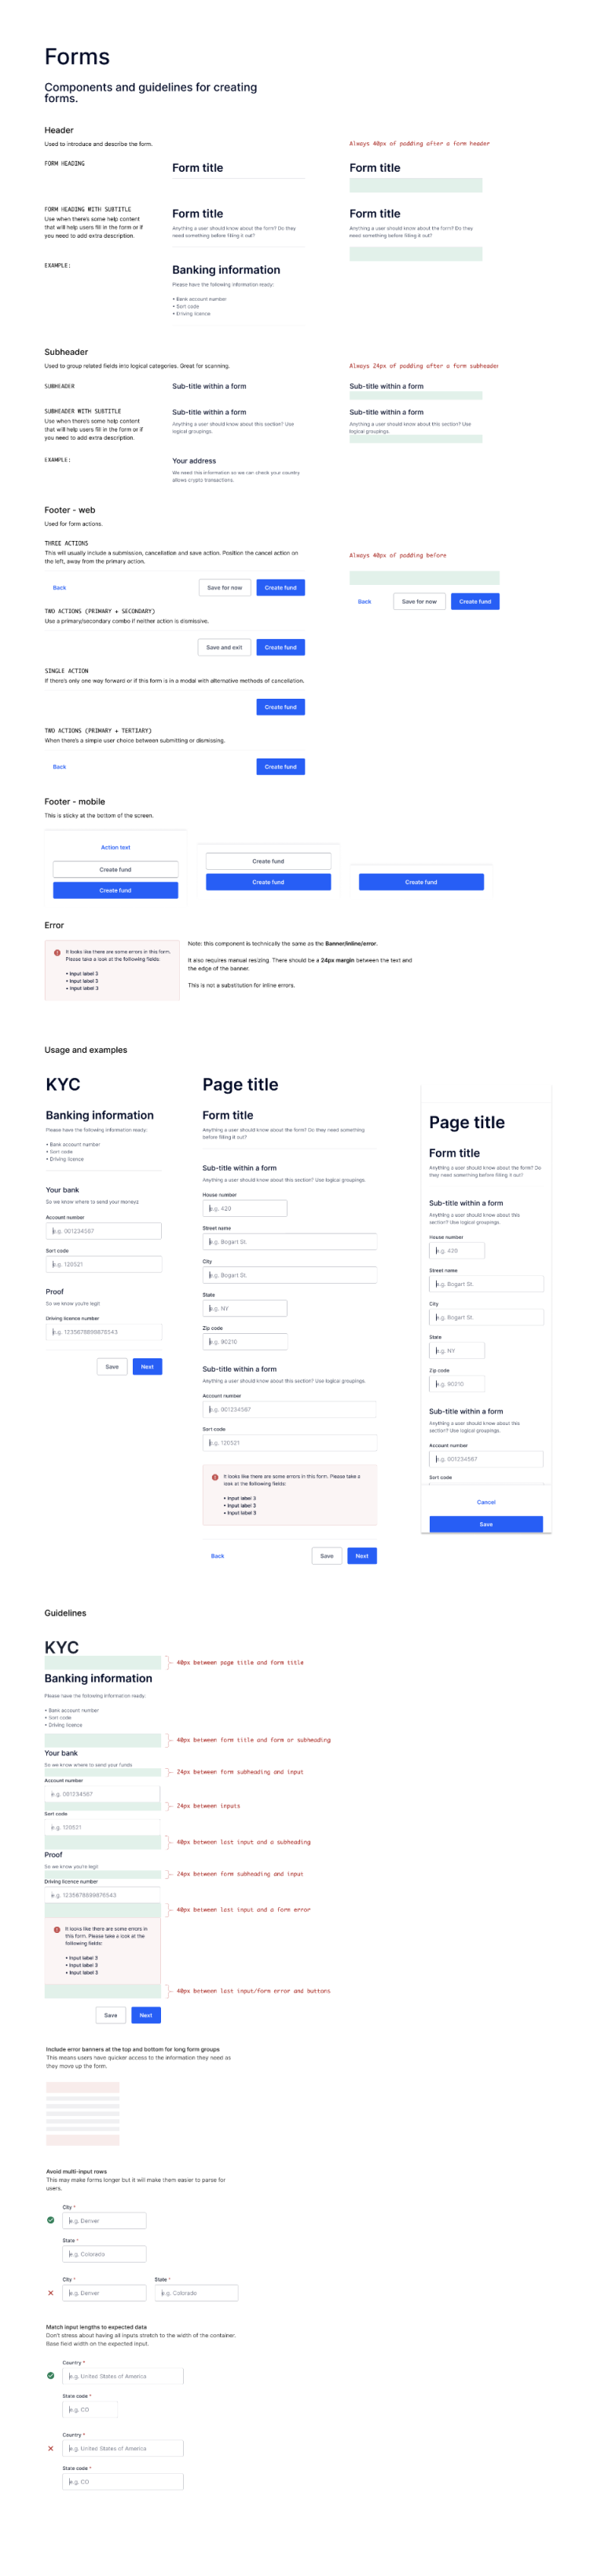 Forms
Components and guidelines for creating
forms.
Header
Used to introduce and describe the form.
Always 40px of padding after a form header
FORM HEADING
Form title
Form title
FORM HEADING WITH SUBTITLE
Use when there's some help content
that will help users fill in the form or if
you need to add extra description.
Form title
Anything a user should know about the form? Do they
need something before filling it out?
Form title
Anything a user should know about the form? Do they
need something before filling it out?
EXAMPLE:
Banking information
Please have the following information ready:
• Bank account number
• Sort code
• Driving licence
Subheader
Used to group related fields into logical categories. Great for scanning.
Always 24px of padding after a form subheader
SUBHEADER
Sub-title within a form
Sub-title within a form
SUBHEADER WITH SUBTITLE
Use when there's some help content
that will help users fill in the form or if
you need to add extra description.
Sub-title within a form
Anything a user should know about this section? Use
logical groupings.
Sub-title within a form
Anything a user should know about this section? Use
logical groupings.
EXAMPLE:
Your address
We need this information so we can check your country
allows crypto transactions.
Footer - web
Used for form actions.
THREE ACTIONS
This will usually include a submission, cancellation and save action. Position the cancel action on
the left, away from the primary action.
Always 40px of padding before
Back
Save for now
Create fund
Back
Save for now
Create fund
TWO ACTIONS (PRIMARY + SECONDARY)
Use a primary/secondary combo if neither action is dismissive.
Save and exit
Create fund
SINGLE ACTION
If there's only one way forward or if this form is in a modal with alternative methods of cancellation.
Create fund
TWO ACTIONS (PRIMARY + TERTIARY)
When there's a simple user choice between submitting or dismissing.
Back
Create fund
Footer - mobile
This is sticky at the bottom of the screen.
Action text
Create fund
Create fund
Create fund
Create fund
Create fund
Error
It looks like there are some errors in this form.
Please take a look at the following fields:
• Input label 3
• Input label 3
• Input label 3
Note: this component is technically the same as the Banner/inline/error.
It also requires manual resizing. There should be a 24px margin between the text and
the edge of the banner.
This is not a substitution for inline errors.
Usage and examples
KYC
Banking information
Please have the following information ready:
• Bank account number
• Sort code
• Driving licence
Your bank
So we know where to send your moneyz
Account number
e.g. 001234567
Sort code
e.g. 120521
Proof
So we know you're legit
Driving licence number
e.g. 1235678899876543
Save
Next
Page title
Form title
Anything a user should know about the form? Do they need something
before filling it out?
Sub-title within a form
Anything a user should know about this section? Use logical groupings.
House number
e.g. 420
Street name
e.g. Bogart St.
City
e.g. Bogart St.
State
e.g. NY
Zip code
e.g. 90210
Sub-title within a form
Anything a user should know about this section? Use logical groupings.
Account number
e.g. 001234567
Sort code
e.g. 120521
It looks like there are some errors in this form. Please take a
look at the following fields:
• Input label 3
• Input label 3
• Input label 3
Back
Save
Next
Page title
Form title
Anything a user should know about the form? Do
they need something before filling it out?
Sub-title within a form
Anything a user should know about this
section? Use logical groupings.
House number
e.g. 420
Street name
e.g. Bogart St.
City
e.g. Bogart St.
State
e.g. NY
Zip code
e.g. 90210
Sub-title within a form
Anything a user should know about this
section? Use logical groupings.
Account number
e.g. 001234567
Sort code
Cancel
Save
Guidelines
KYC
40px between page title and form title
Banking information
Please have the following information ready:
• Bank account number
• Sort code
• Driving licence
40px between form title and form or subheading
Your bank
So we know where to send your funds
24px between form subheading and input
Account number
e.g. 001234567
24px between inputs
Sort code
e.g. 120521
40px between last input and a subheading
Proof
So we know you're legit
24px between form subheading and input
Driving licence number
e.g. 1235678899876543
40px between last input and a form error
It looks like there are some errors in
this form. Please take a look at the
following fields:
• Input label 3
• Input label 3
• Input label 3
40px between last input/form error and buttons
Save
Next
Include error banners at the top and bottom for long form groups
This means users have quicker access to the information they need as
they move up the form.
Avoid multi-input rows
This may make forms longer but it will make them easier to parse for
users.
City *
e.g. Denver
State *
e.g. Colorado
City *
State *
e.g. Denver
e.g. Colorado
Match input lengths to expected data
Don't stress about having all inputs stretch to the width of the container.
Base field width on the expected input.
Country *
e.g. United States of America
State code *
e.g. CO
Country *
e.g. United States of America
State code *
e.g. CO